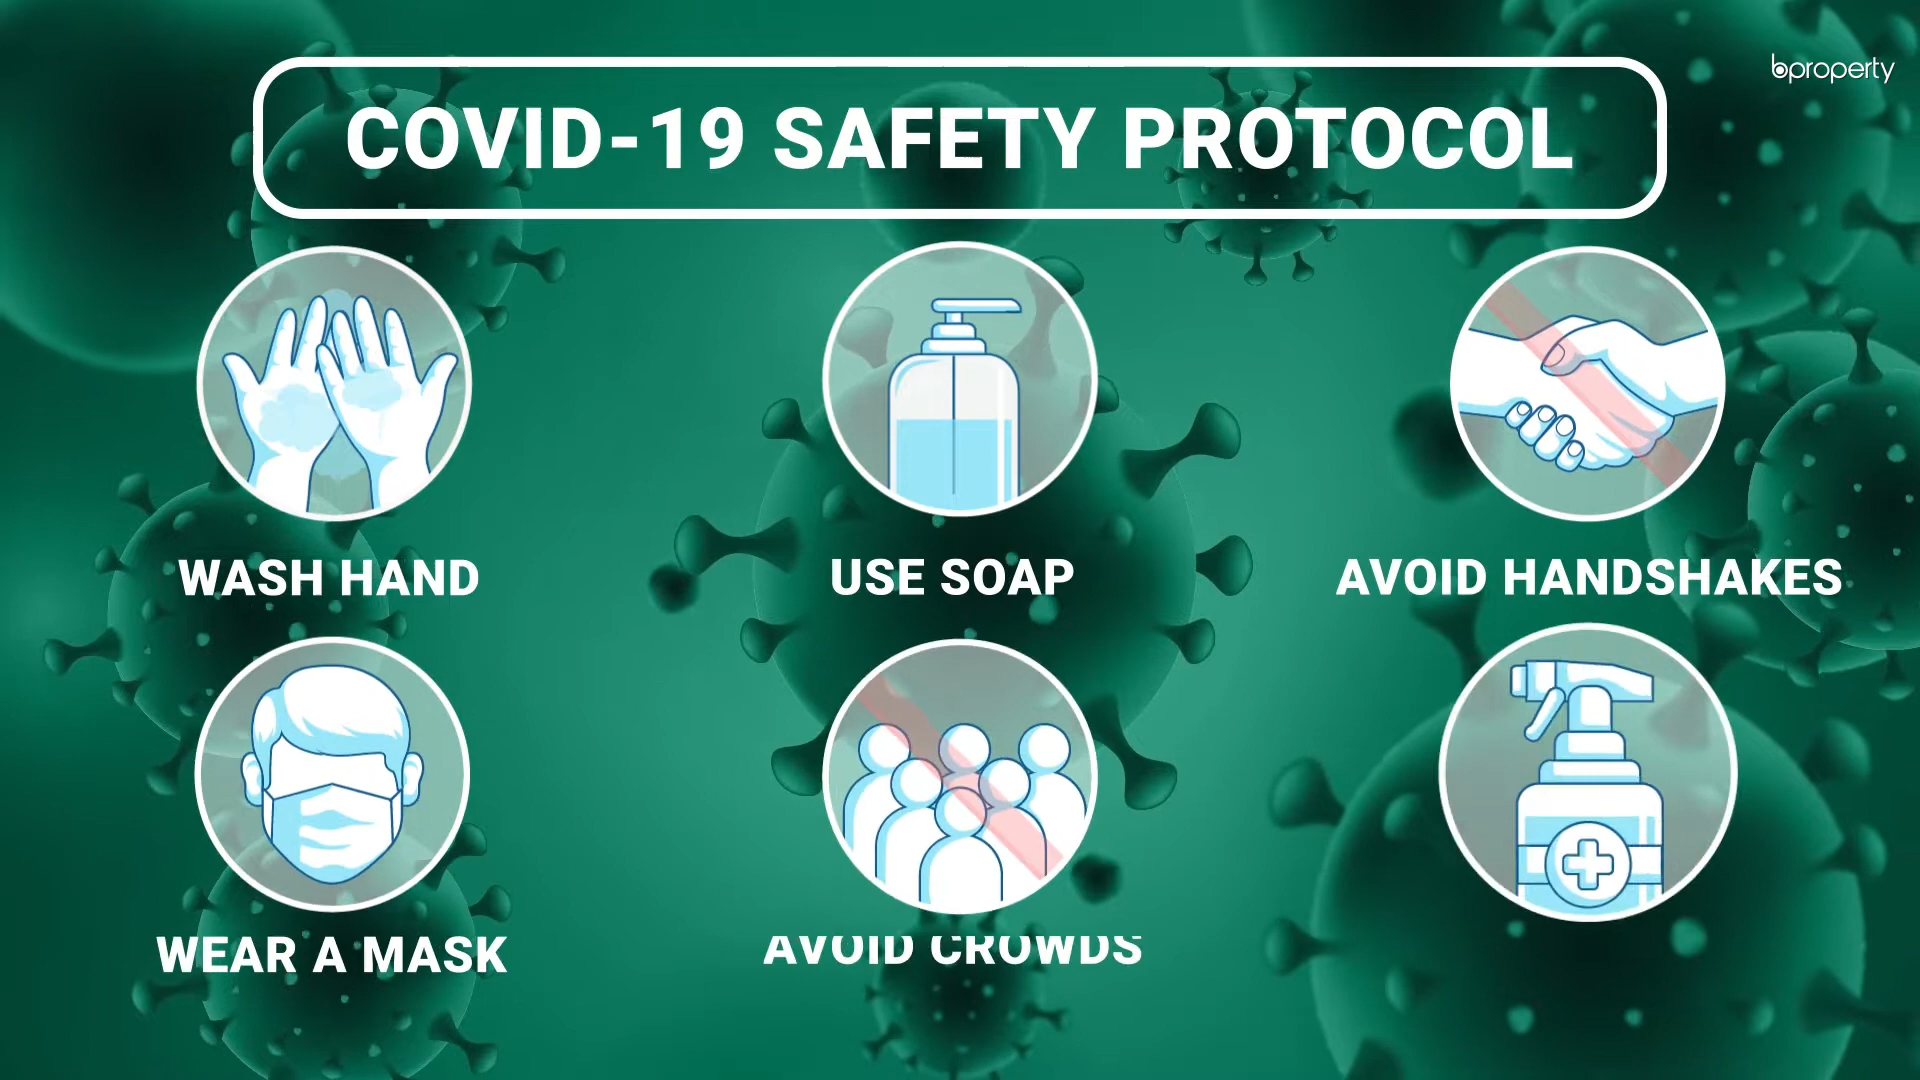 bproperty
COVID-19 SAFETY PROTOCOL
WASH HAND
USE SOAP
AVOID HANDSHAKES
WEAR A MASK
AVOID CROWDS